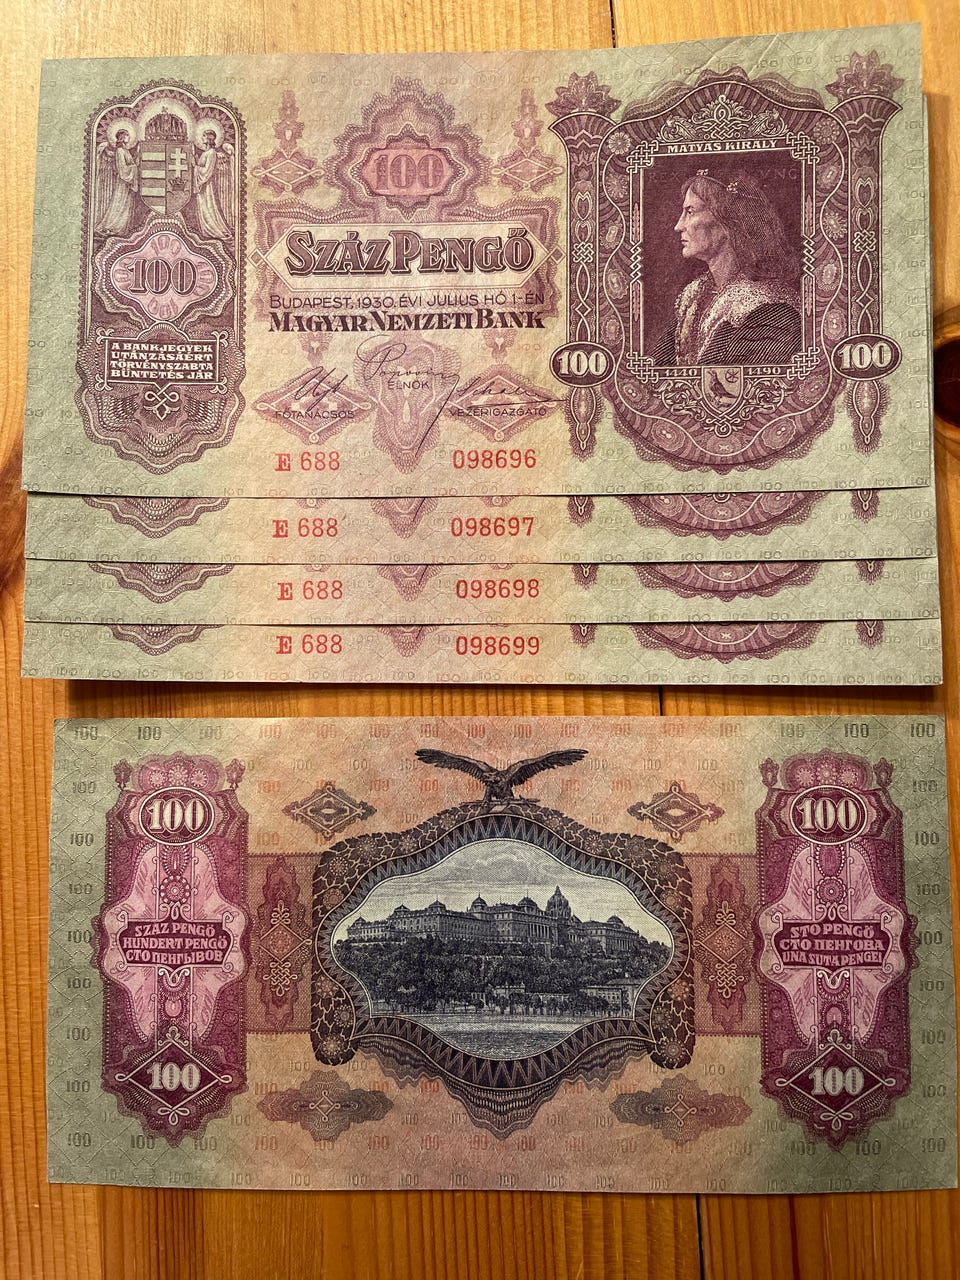 100
SZÁZ PENGŐ
BUDAPEST, 1930. ÉVI JULIUS HÓ 1-ÉN
MAGYAR NEMZETI BANK
ELNÖK
FŐTANÁCSOS
VEZÉRIGAZGATÓ
E 688
098696
100
A BANKJEGYEK
UTÁNZÁSÁÉRT
TÖRVÉNYSZABTA
BÜNTETÉS JÁR
MÁTYÁS KIRÁLY
100
100
1440
1490
E 688
098697
E 688
098698
E 688
098699
100
SZÁZ PENGŐ
HUNDERT PENGŐ
СТО ПЕНГЫВОВ
100
100
STO PENGŐ
СТО ПЕНГОВА
UNA SUTA PENGEI
100